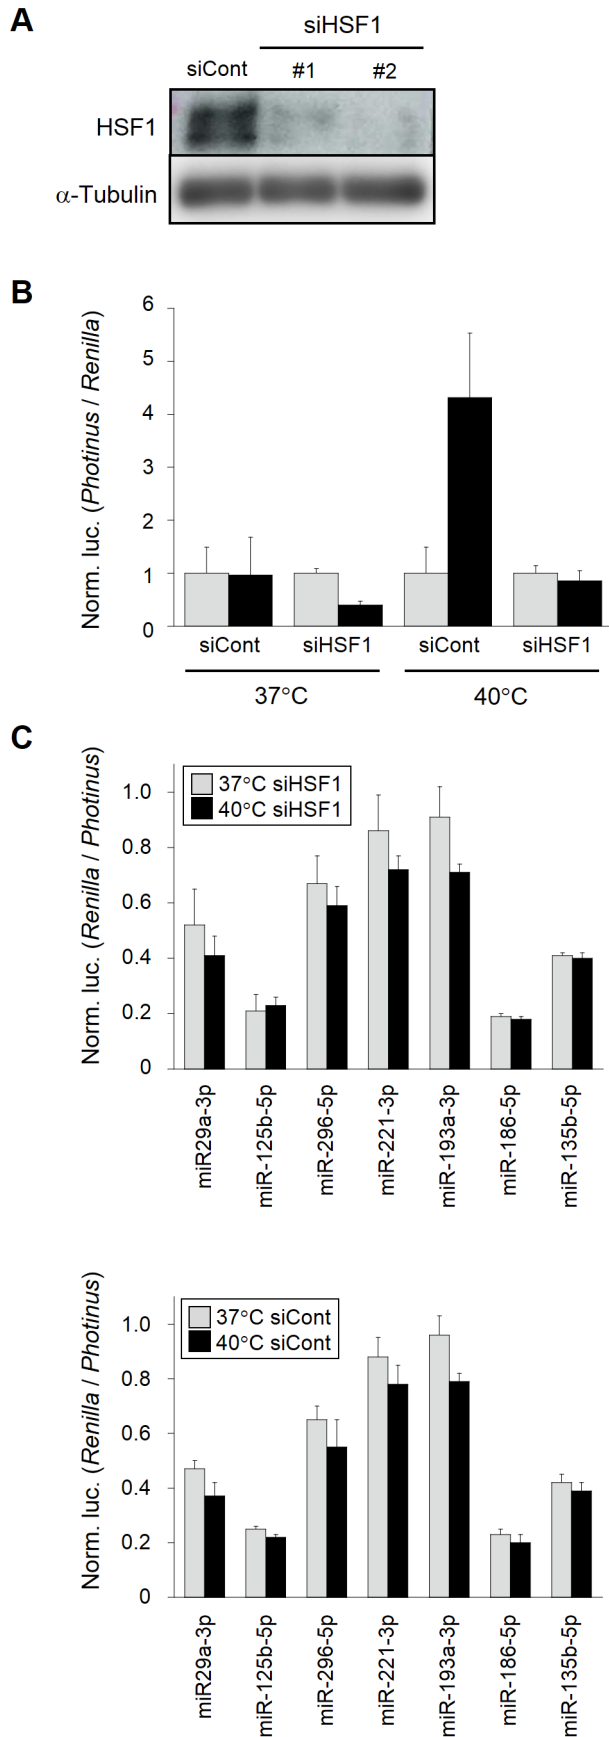 A
siHSF1
siCont
#1
#2
HSF1
α-Tubulin
B
Norm. luc. (Photinus / Renilla)
6
5
4
3
2
1
0
siCont
siHSF1
siCont
siHSF1
37°C
40°C
C
Norm. luc. (Renilla / Photinus)
37°C siHSF1
40°C siHSF1
1.0
0.8
0.6
0.4
0.2
0
miR29a-3p
miR-125b-5p
miR-296-5p
miR-221-3p
miR-193a-3p
miR-186-5p
miR-135b-5p
Norm. luc. (Renilla / Photinus)
37°C siCont
40°C siCont
1.0
0.8
0.6
0.4
0.2
0
miR29a-3p
miR-125b-5p
miR-296-5p
miR-221-3p
miR-193a-3p
miR-186-5p
miR-135b-5p